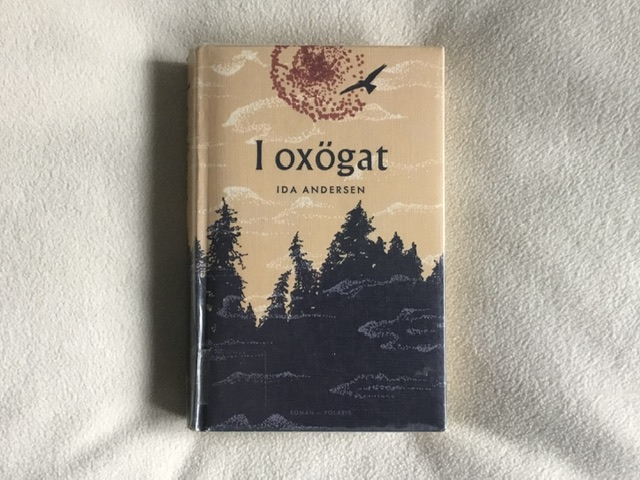 I oxögat
IDA ANDERSEN
ROMAN — POLARIS